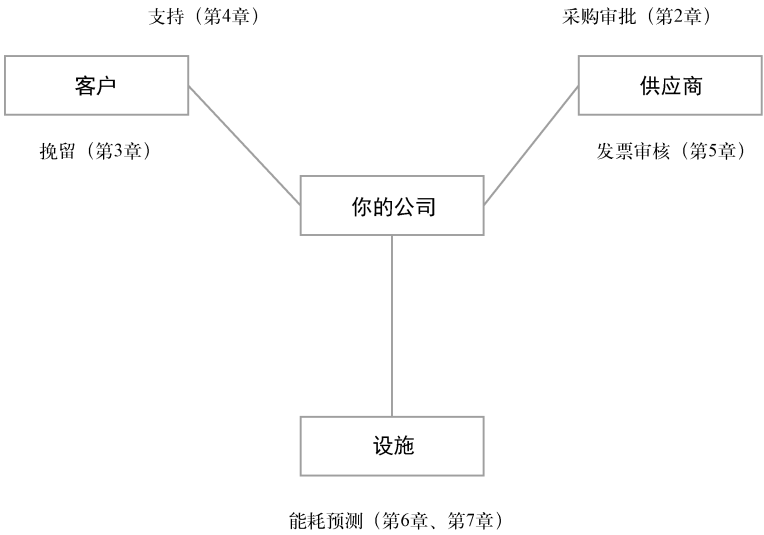 支持（第4章）
采购审批（第2章）
客户
供应商
挽留（第3章）
发票审核（第5章）
你的公司
设施
能耗预测（第6章、第7章）